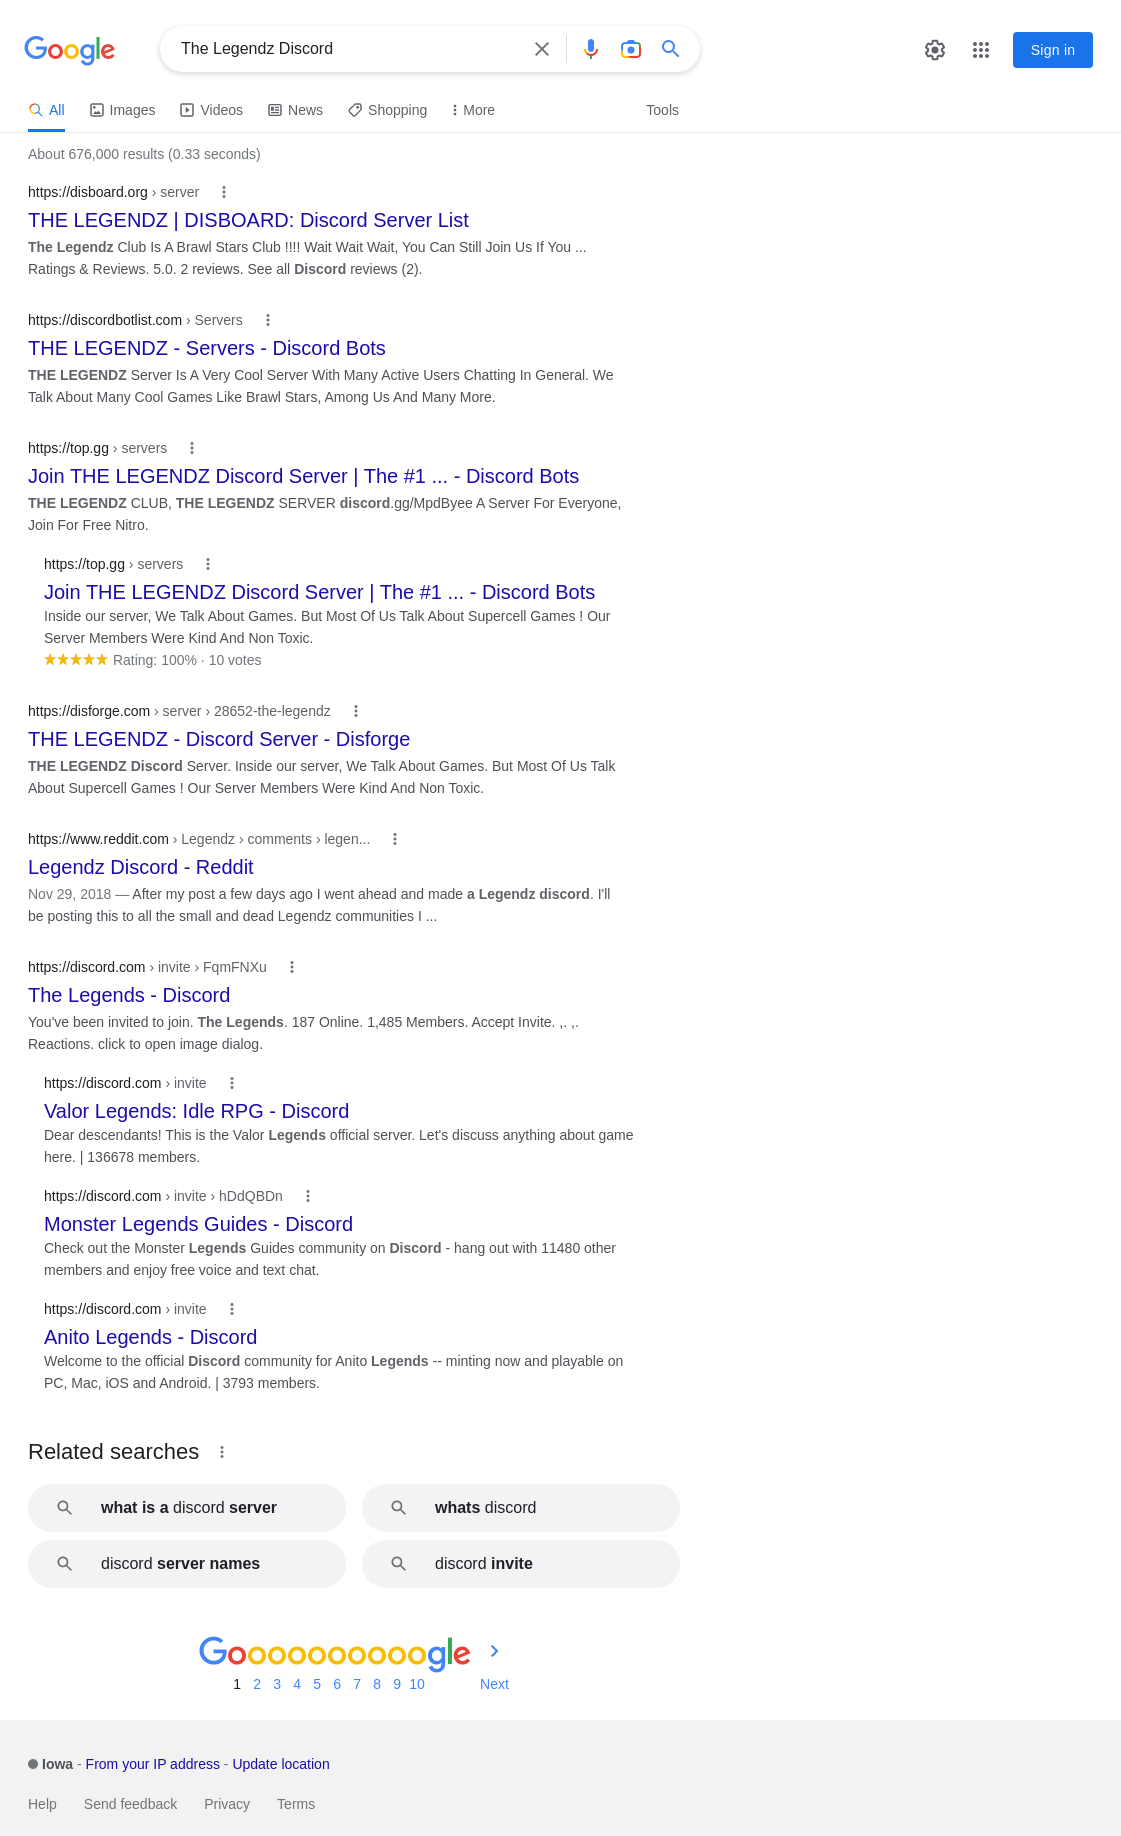 Google
The Legendz Discord
Sign in
All Images Videos News Shopping More Tools
About 676,000 results (0.33 seconds)
https://disboard.org › server
THE LEGENDZ | DISBOARD: Discord Server List
The Legendz Club Is A Brawl Stars Club !!!! Wait Wait Wait, You Can Still Join Us If You ...
Ratings & Reviews. 5.0. 2 reviews. See all Discord reviews (2).
https://discordbotlist.com › Servers
THE LEGENDZ - Servers - Discord Bots
THE LEGENDZ Server Is A Very Cool Server With Many Active Users Chatting In General. We
Talk About Many Cool Games Like Brawl Stars, Among Us And Many More.
https://top.gg › servers
Join THE LEGENDZ Discord Server | The #1 ... - Discord Bots
THE LEGENDZ CLUB, THE LEGENDZ SERVER discord.gg/MpdByee A Server For Everyone,
Join For Free Nitro.
https://top.gg › servers
Join THE LEGENDZ Discord Server | The #1 ... - Discord Bots
Inside our server, We Talk About Games. But Most Of Us Talk About Supercell Games ! Our
Server Members Were Kind And Non Toxic.
Rating: 100% · 10 votes
https://disforge.com › server › 28652-the-legendz
THE LEGENDZ - Discord Server - Disforge
THE LEGENDZ Discord Server. Inside our server, We Talk About Games. But Most Of Us Talk
About Supercell Games ! Our Server Members Were Kind And Non Toxic.
https://www.reddit.com › Legendz › comments › legen...
Legendz Discord - Reddit
Nov 29, 2018 — After my post a few days ago I went ahead and made a Legendz discord. I'll
be posting this to all the small and dead Legendz communities I ...
https://discord.com › invite › FqmFNXu
The Legends - Discord
You've been invited to join. The Legends. 187 Online. 1,485 Members. Accept Invite. ,. ,.
Reactions. click to open image dialog.
https://discord.com › invite
Valor Legends: Idle RPG - Discord
Dear descendants! This is the Valor Legends official server. Let's discuss anything about game
here. | 136678 members.
https://discord.com › invite › hDdQBDn
Monster Legends Guides - Discord
Check out the Monster Legends Guides community on Discord - hang out with 11480 other
members and enjoy free voice and text chat.
https://discord.com › invite
Anito Legends - Discord
Welcome to the official Discord community for Anito Legends -- minting now and playable on
PC, Mac, iOS and Android. | 3793 members.
Related searches
what is a discord server
whats discord
discord server names
discord invite
Goooooooooogle
1 2 3 4 5 6 7 8 9 10 Next
Iowa - From your IP address - Update location
Help Send feedback Privacy Terms